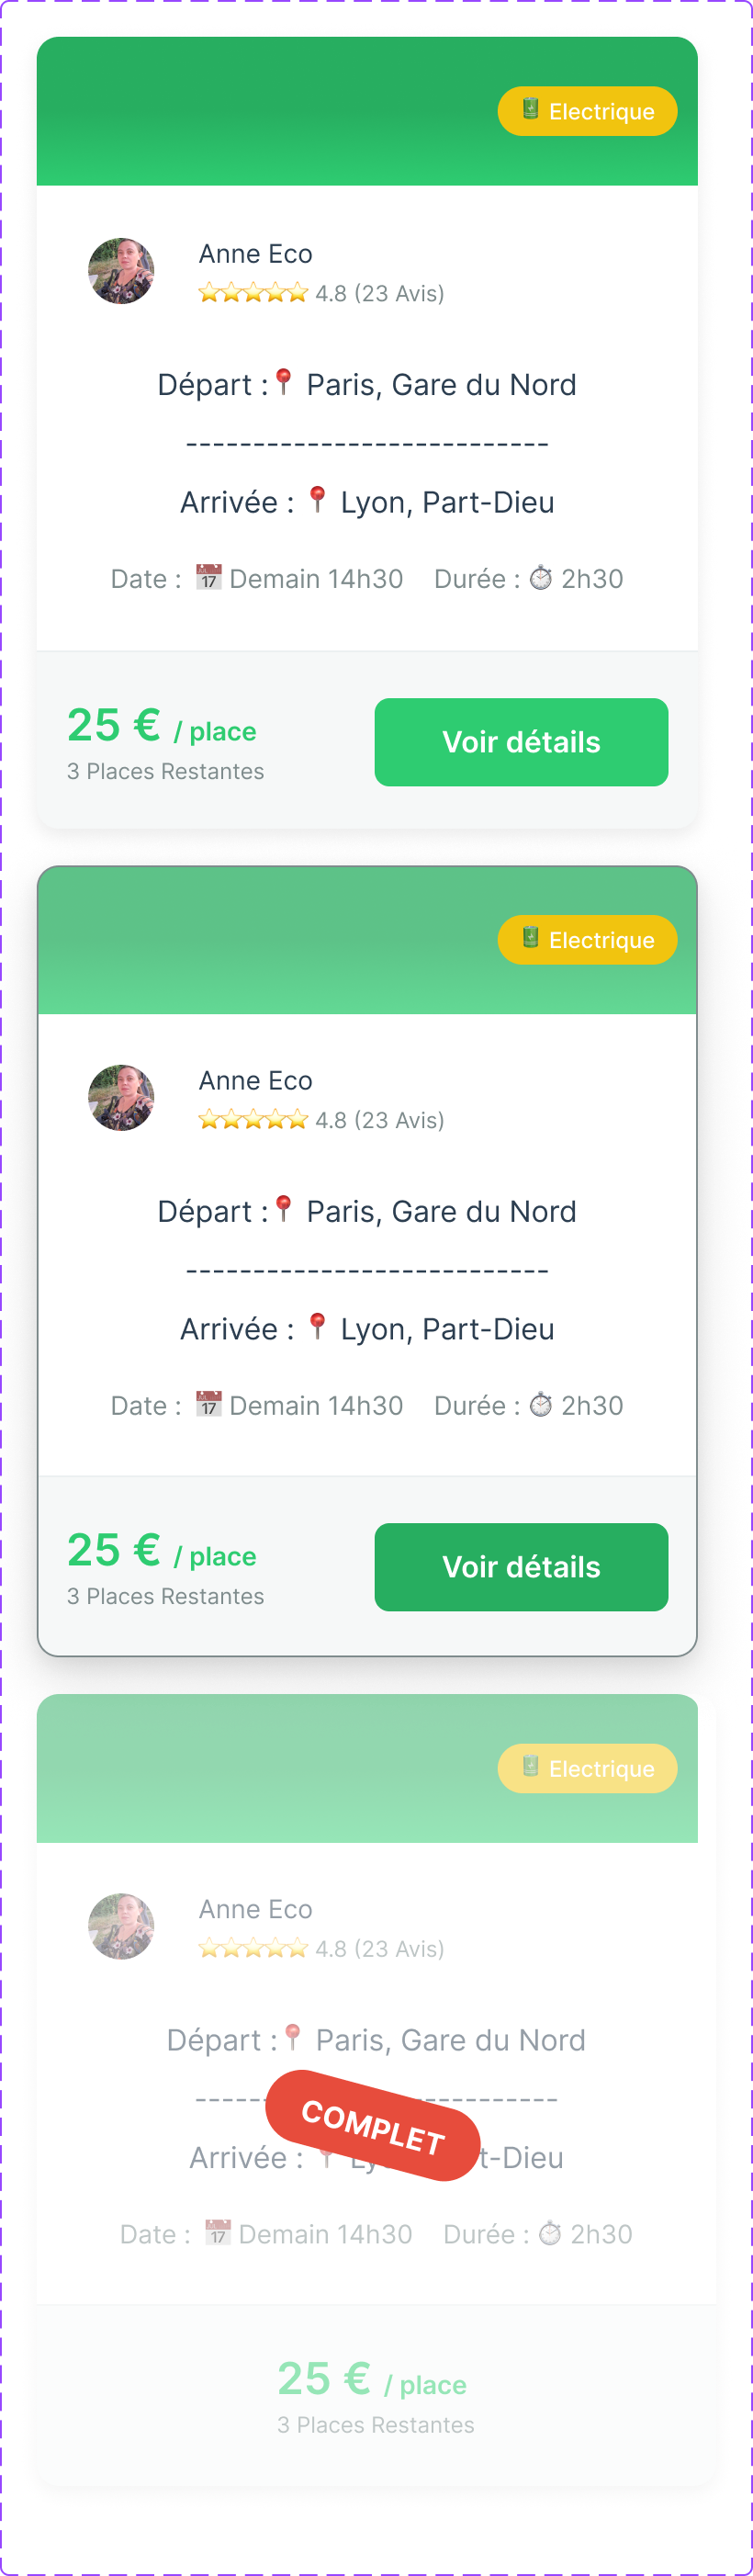 Electrique
Anne Eco
4.8 (23 Avis)
Départ : Paris, Gare du Nord
---------------------------
Arrivée : Lyon, Part-Dieu
Date : 17 Demain 14h30 Durée : 2h30
25 € / place
3 Places Restantes
Voir détails
Electrique
Anne Eco
4.8 (23 Avis)
Départ : Paris, Gare du Nord
---------------------------
Arrivée : Lyon, Part-Dieu
Date : 17 Demain 14h30 Durée : 2h30
25 € / place
3 Places Restantes
Voir détails
Electrique
Anne Eco
4.8 (23 Avis)
Départ : Paris, Gare du Nord
COMPLET
Arrivée : t-Dieu
Date : 17 Demain 14h30 Durée : 2h30
25 € / place
3 Places Restantes